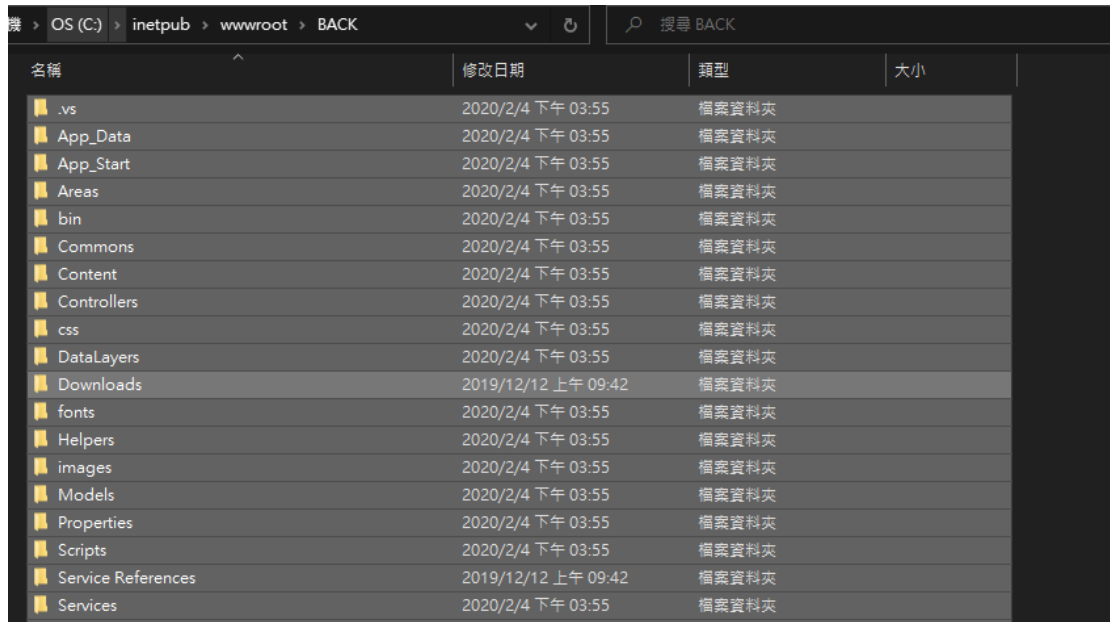 機 › OS (C:) › inetpub › wwwroot › BACK 搜尋 BACK
名稱 修改日期 類型 大小
.vs 2020/2/4 下午 03:55 檔案資料夾
App_Data 2020/2/4 下午 03:55 檔案資料夾
App_Start 2020/2/4 下午 03:55 檔案資料夾
Areas 2020/2/4 下午 03:55 檔案資料夾
bin 2020/2/4 下午 03:55 檔案資料夾
Commons 2020/2/4 下午 03:55 檔案資料夾
Content 2020/2/4 下午 03:55 檔案資料夾
Controllers 2020/2/4 下午 03:55 檔案資料夾
css 2020/2/4 下午 03:55 檔案資料夾
DataLayers 2020/2/4 下午 03:55 檔案資料夾
Downloads 2019/12/12 上午 09:42 檔案資料夾
fonts 2020/2/4 下午 03:55 檔案資料夾
Helpers 2020/2/4 下午 03:55 檔案資料夾
images 2020/2/4 下午 03:55 檔案資料夾
Models 2020/2/4 下午 03:55 檔案資料夾
Properties 2020/2/4 下午 03:55 檔案資料夾
Scripts 2020/2/4 下午 03:55 檔案資料夾
Service References 2019/12/12 上午 09:42 檔案資料夾
Services 2020/2/4 下午 03:55 檔案資料夾